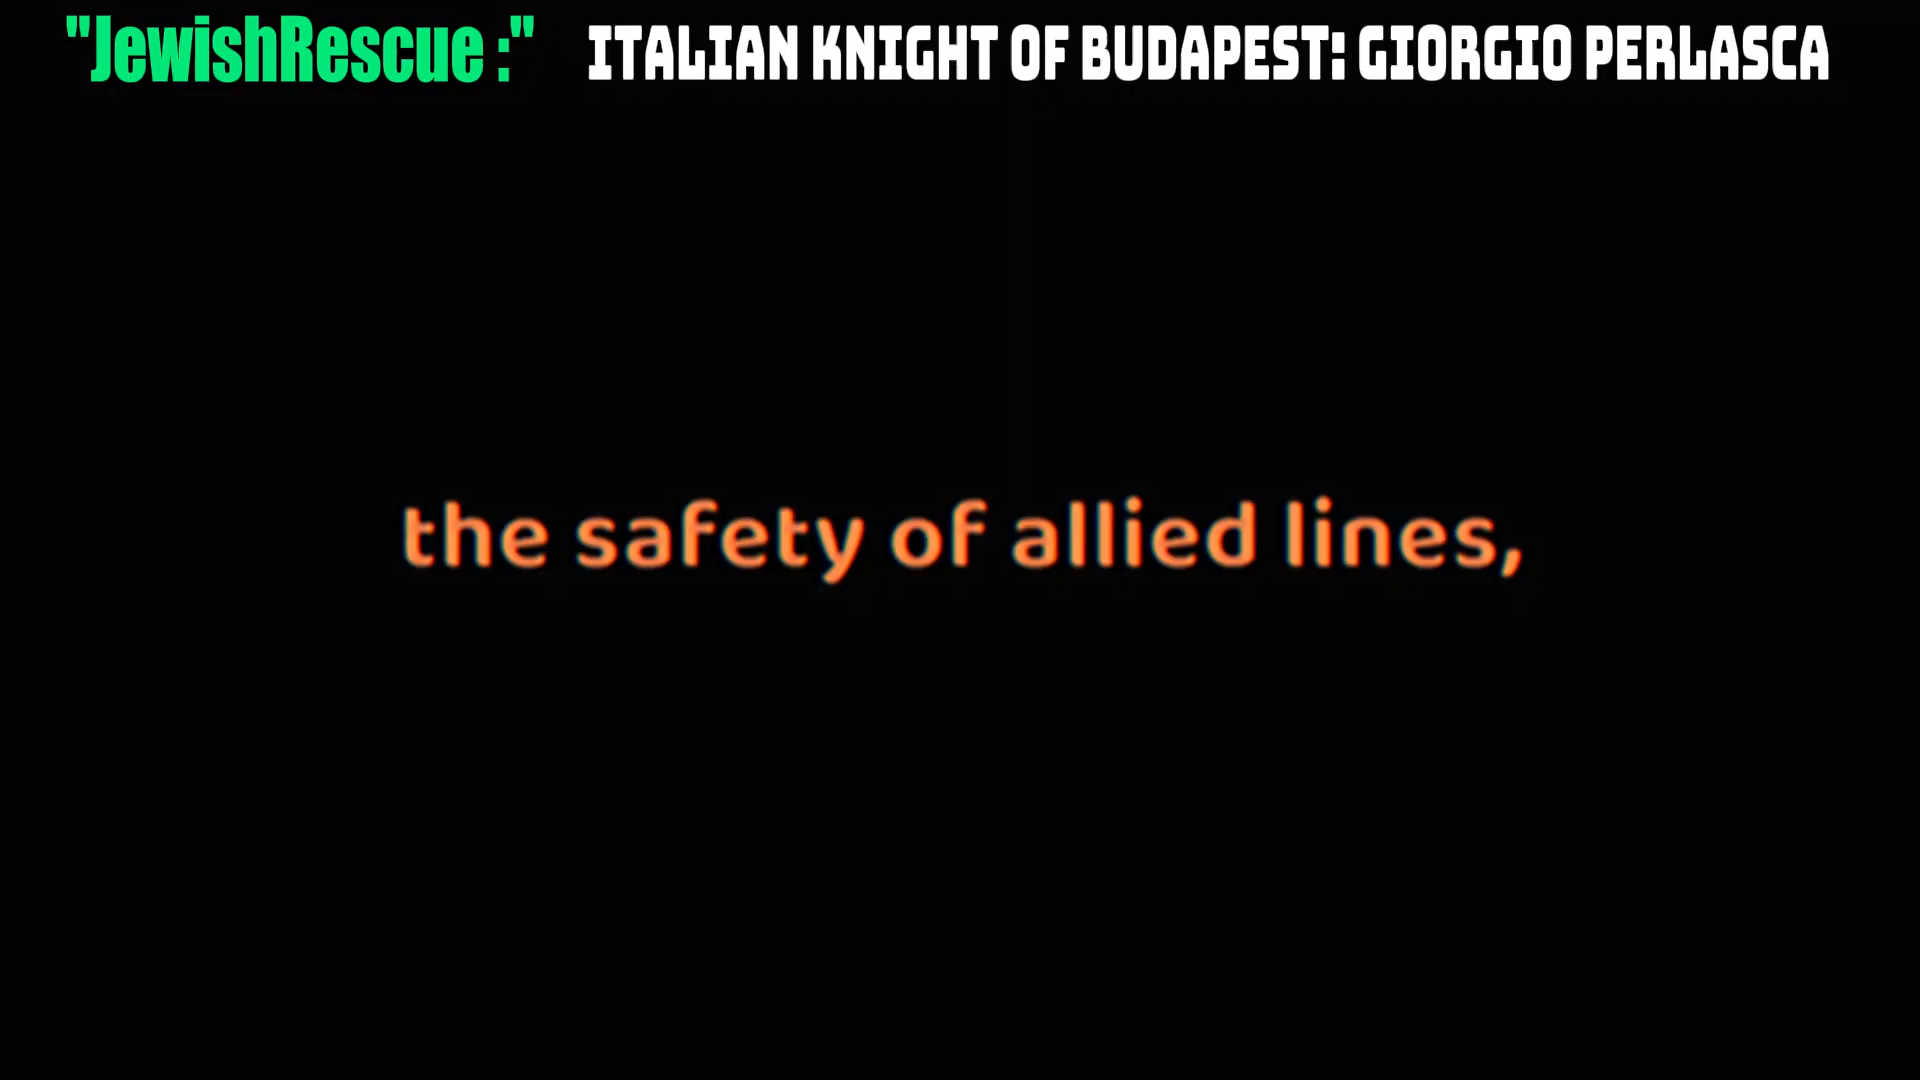 "JewishRescue :" ITALIAN KNIGHT OF BUDAPEST: GIORGIO PERLASCA
the safety of allied lines,